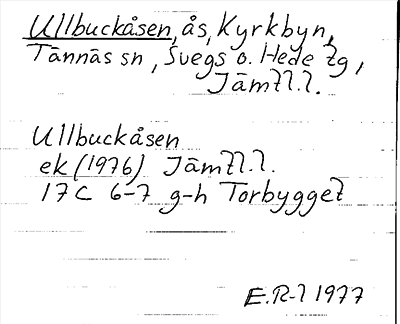 Ullbuckåsen, ås, Kyrkbyn,
Tännäs sn, Svegs o. Hede tg,
Jämtl.l.
Ullbuckåsen
ek (1976) Jämtl.l.
17C 6-7 g-h Torbygget
E.R-l 1977